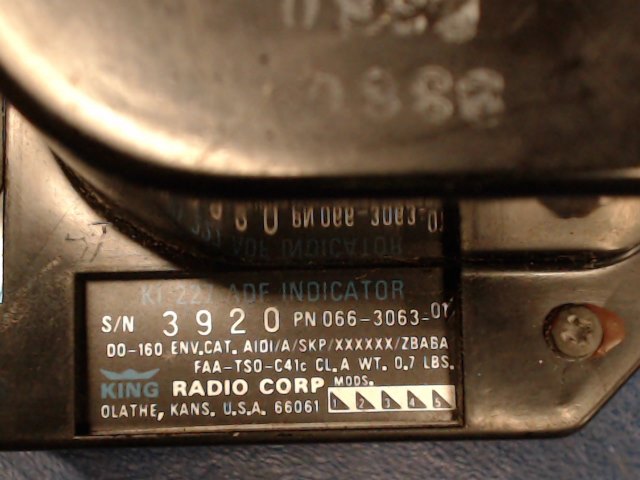 KI 227 ADF INDICATOR
S/N 3920 PN 066-3063-01
DO-160 ENV.CAT. A1D1/A/SKP/XXXXXX/ZBABA
FAA-TSO-C41c CL.A WT. 0.7 LBS.
KING RADIO CORP MODS.
OLATHE, KANS. U.S.A. 66061 1 2 3 4 5